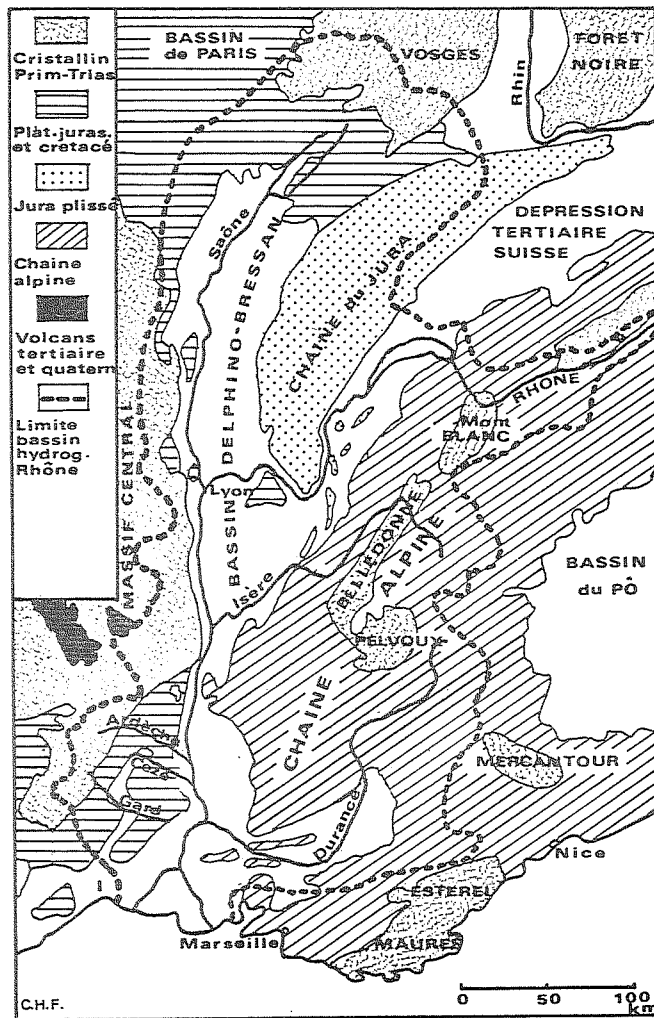 Cristallin
Prim-Trias
Plat-juras.
et cretacé
Jura plissé
Chaine
alpine
Volcans
tertiaire
et quatern
Limite
bassin
hydrog-
Rhône
BASSIN
de PARIS
VOSGES
FORET
NOIRE
Rhin
Saône
DEPRESSION
TERTIAIRE
SUISSE
CHAINE du JURA
BASSIN DELPHINO-BRESSAN
MASSIF CENTRAL
RHONE
Mont
BLANC
Lyon
Isère
BELLEDONNE
CHAINE ALPINE
BASSIN
du PÔ
PELVOUX
Ardèche
Cèze
Gard
Durance
MERCANTOUR
Nice
ESTEREL
MAURES
Marseille
C.H.F.
0 50 100
km